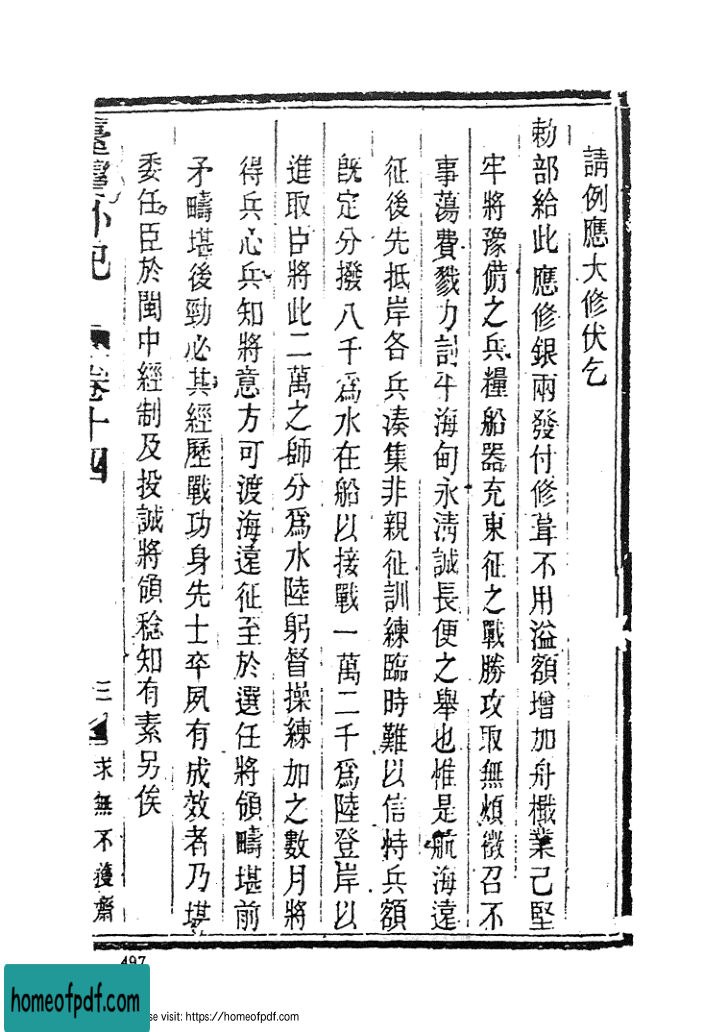 請例應大修伏乞
勅部給此應修銀兩發付修葺不用溢額增加舟檝業己堅
牢將豫備之兵糧船器充東征之戰勝攻取無煩徵召不
事蕩費戮力討平海甸永淸誠長便之舉也惟是航海遠
征後先抵岸各兵湊集非親征訓練臨時難以信恃兵額
旣定分撥八千爲水在船以接戰一萬二千爲陸登岸以
進取臣將此二萬之師分爲水陸躬督操練加之數月將
得兵心兵知將意方可渡海遠征至於選任將領疇堪前
矛疇堪後勁必其經歷戰功身先士卒夙有成效者乃堪
委任臣於閩中經制及投誠將領稔知有素另俟
臺灣外記
卷十四
三
求無不獲齋
497
homeofpdf.com
se visit: https://homeofpdf.com